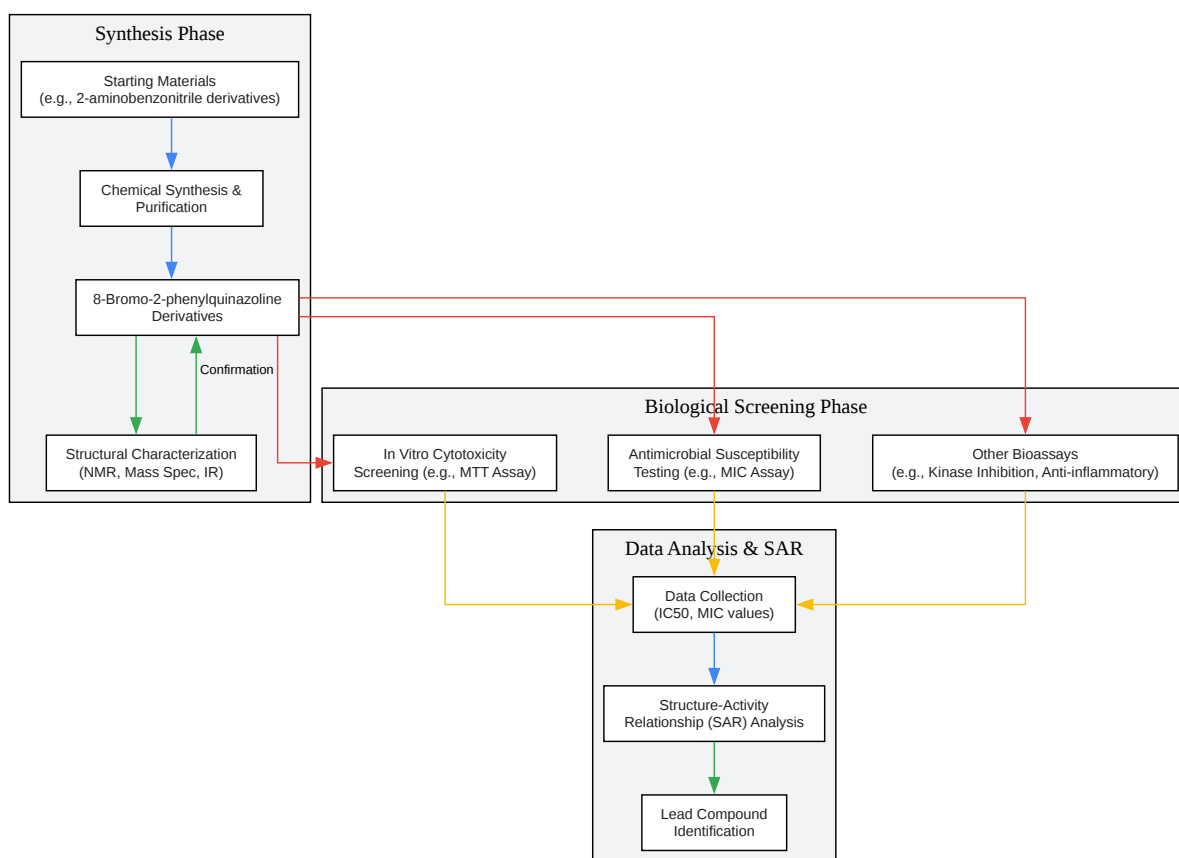 Synthesis Phase
Starting Materials
(e.g., 2-aminobenzonitrile derivatives)
Chemical Synthesis &
Purification
8-Bromo-2-phenylquinazoline
Derivatives
Confirmation
Structural Characterization
(NMR, Mass Spec, IR)
Biological Screening Phase
In Vitro Cytotoxicity
Screening (e.g., MTT Assay)
Antimicrobial Susceptibility
Testing (e.g., MIC Assay)
Other Bioassays
(e.g., Kinase Inhibition, Anti-inflammatory)
Data Analysis & SAR
Data Collection
(IC50, MIC values)
Structure-Activity
Relationship (SAR) Analysis
Lead Compound
Identification